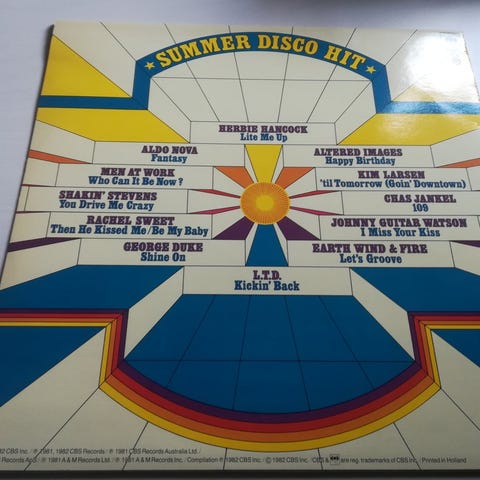 ★ SUMMER DISCO HIT ★
HERBIE HANCOCK
Lite Me Up
ALDO NOVA
Fantasy
ALTERED IMAGES
Happy Birthday
MEN AT WORK
Who Can It Be Now?
KIM LARSEN
'til Tomorrow (Goin' Downtown)
SHAKIN' STEVENS
You Drive Me Crazy
CHAS JANKEL
109
RACHEL SWEET
Then He Kissed Me/Be My Baby
JOHNNY GUITAR WATSON
I Miss Your Kiss
GEORGE DUKE
Shine On
EARTH WIND & FIRE
Let's Groove
L.T.D.
Kickin' Back
82 CBS Inc. / ℗ 1981, 1982 CBS Records / ℗ 1981 CBS Records Australia Ltd. /
Records ApS / ℗ 1981 A & M Records Ltd. / ℗ 1981 A & M Records Inc. / Compilation ℗ 1982 CBS Inc. / © 1982 CBS Inc. / CBS & are reg. trademarks of CBS Inc. / Printed in Holland